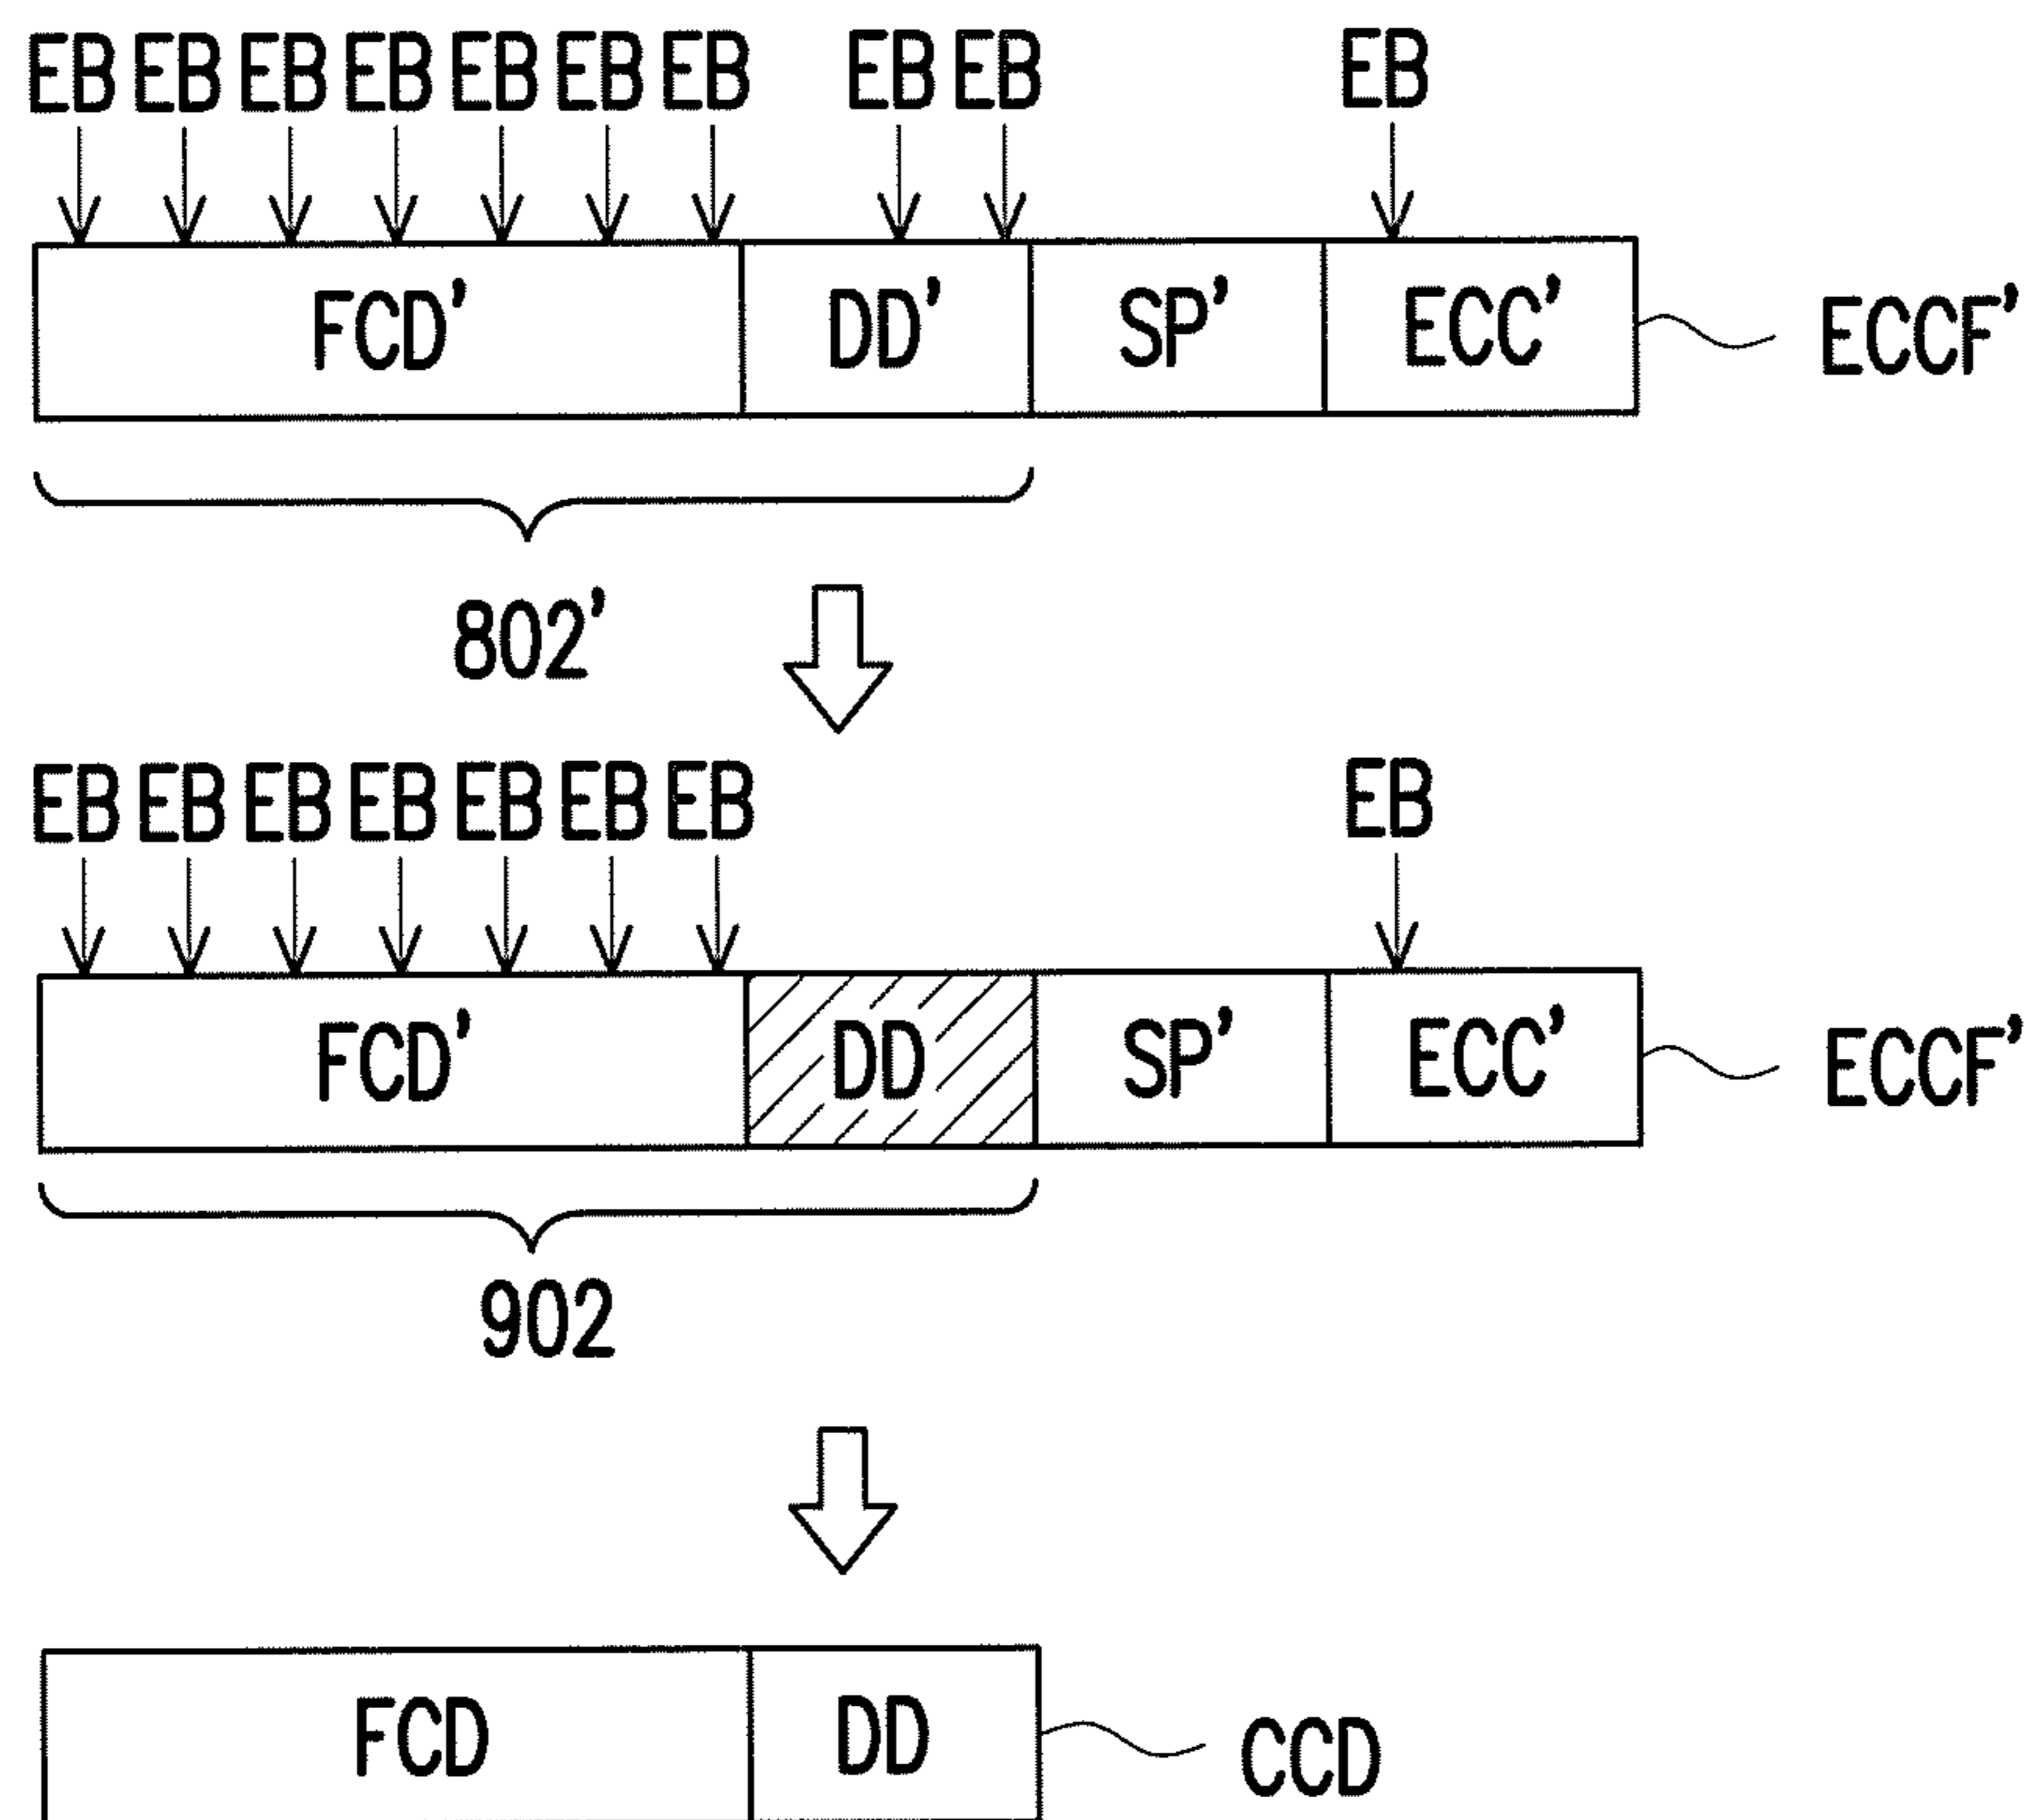 EB EB EB EB EB EB EB EB EB EB
FCD' DD' SP' ECC' ECCF'
802'
EB EB EB EB EB EB EB EB
FCD' DD SP' ECC' ECCF'
902
FCD DD CCD